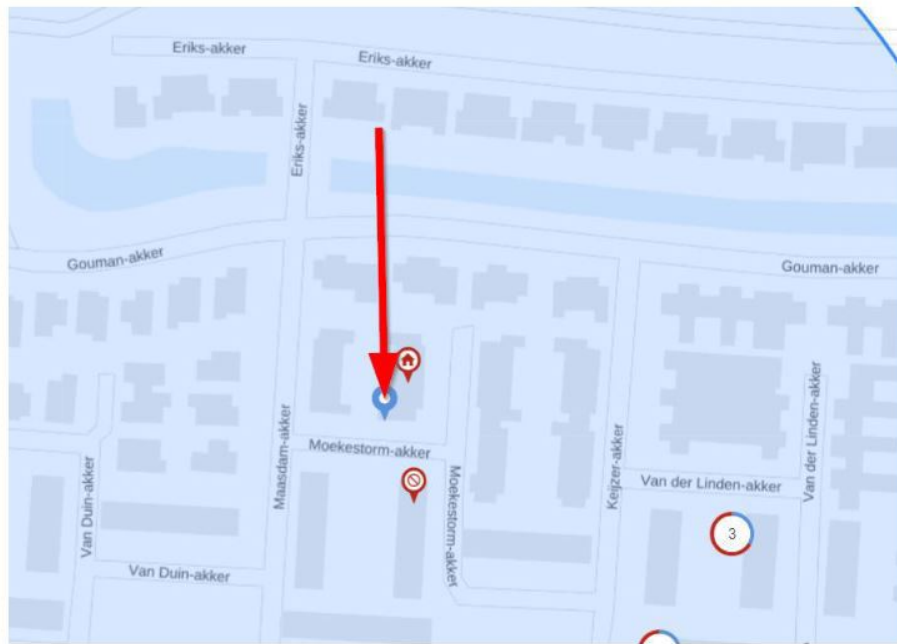 Eriks-akker
Eriks-akker
Eriks-akker
Gouman-akker
Gouman-akker
Maasdam-akker
Moekestorm-akker
Moekestorm-akker
Keijzer-akker
Van der Linden-akker
Van der Linden-akker
Van Duin-akker
Van Duin-akker
3